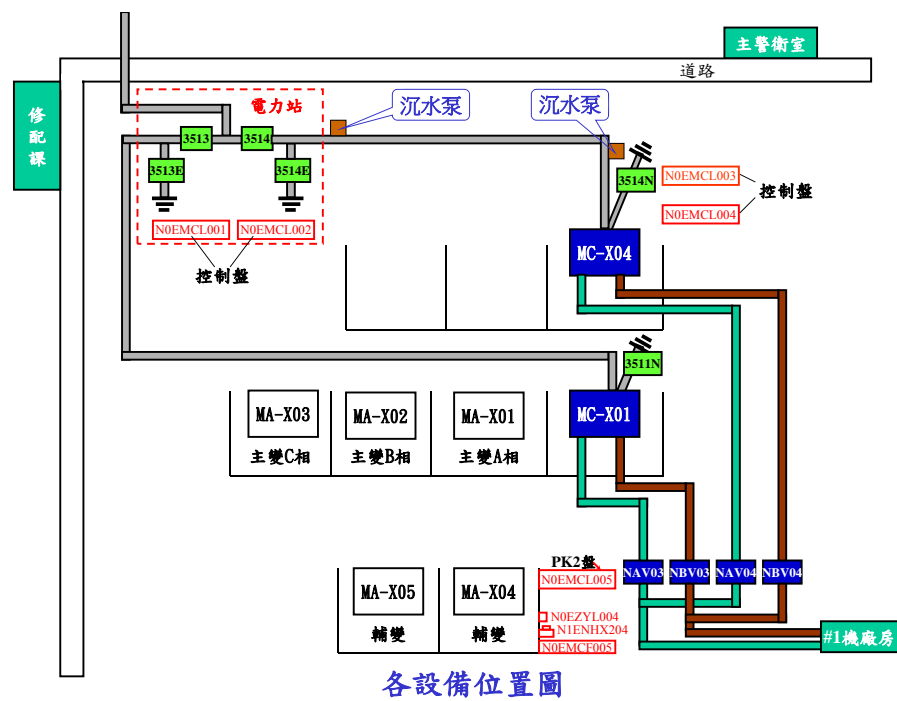 主警衛室
道路
修配課
電力站
沉水泵
沉水泵
3513
3514
3513E
3514E
3514N
N0EMCL003
控制盤
N0EMCL004
N0EMCL001
N0EMCL002
控制盤
MC-X04
3511N
MA-X03
MA-X02
MA-X01
MC-X01
主變C相
主變B相
主變A相
PK2盤
N0EMCL005
NAV03
NBV03
NAV04
NBV04
MA-X05
MA-X04
N0EZYL004
N1ENHX204
輔變
輔變
N0EMCF005
#1機廠房
各設備位置圖